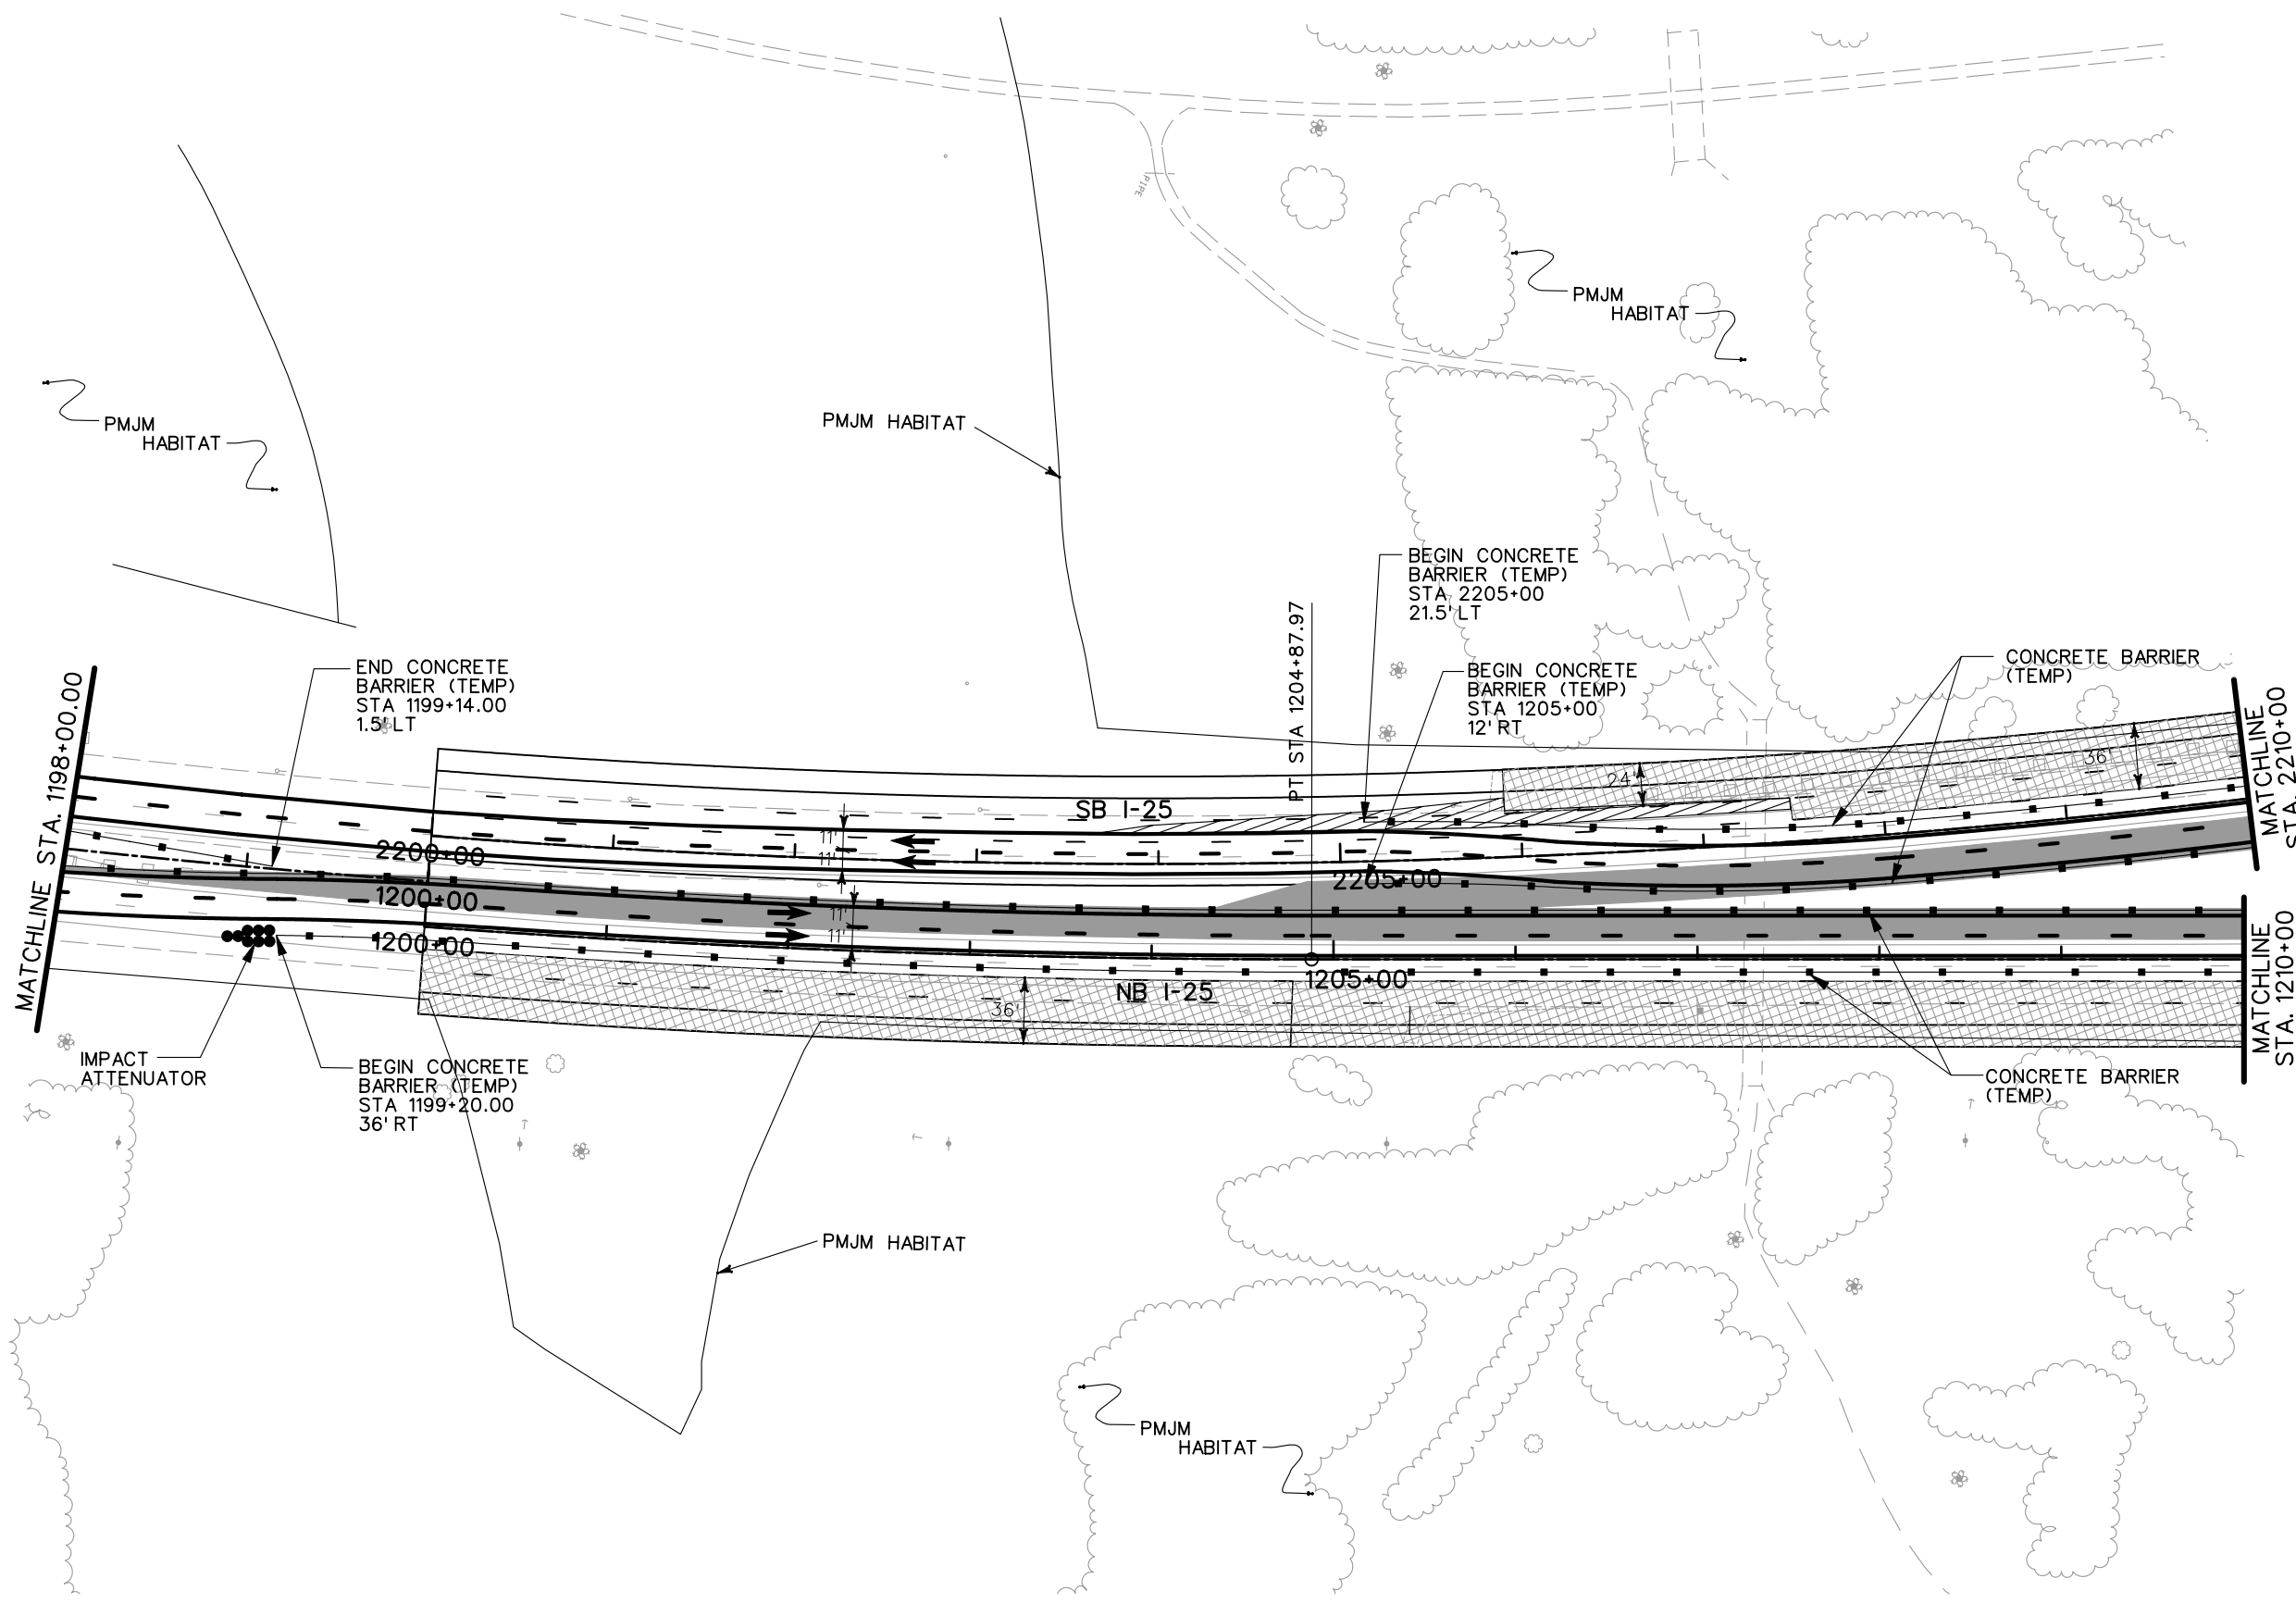 PIPE
PMJM
HABITAT
PMJM
HABITAT
PMJM HABITAT
BEGIN CONCRETE
BARRIER (TEMP)
STA 2205+00
21.5' LT
PT STA 1204+87.97
END CONCRETE
BARRIER (TEMP)
STA 1199+14.00
1.5' LT
BEGIN CONCRETE
BARRIER (TEMP)
STA 1205+00
12' RT
CONCRETE BARRIER
(TEMP)
MATCHLINE STA. 1198+00.00
MATCHLINE
STA. 2210+00
36'
24'
SB I-25
11'
11'
2200+00
2205+00
1200+00
11'
11'
1200+00
1205+00
NB I-25
36'
MATCHLINE
STA. 1210+00
IMPACT
ATTENUATOR
BEGIN CONCRETE
BARRIER (TEMP)
STA 1199+20.00
36' RT
CONCRETE BARRIER
(TEMP)
PMJM HABITAT
PMJM
HABITAT